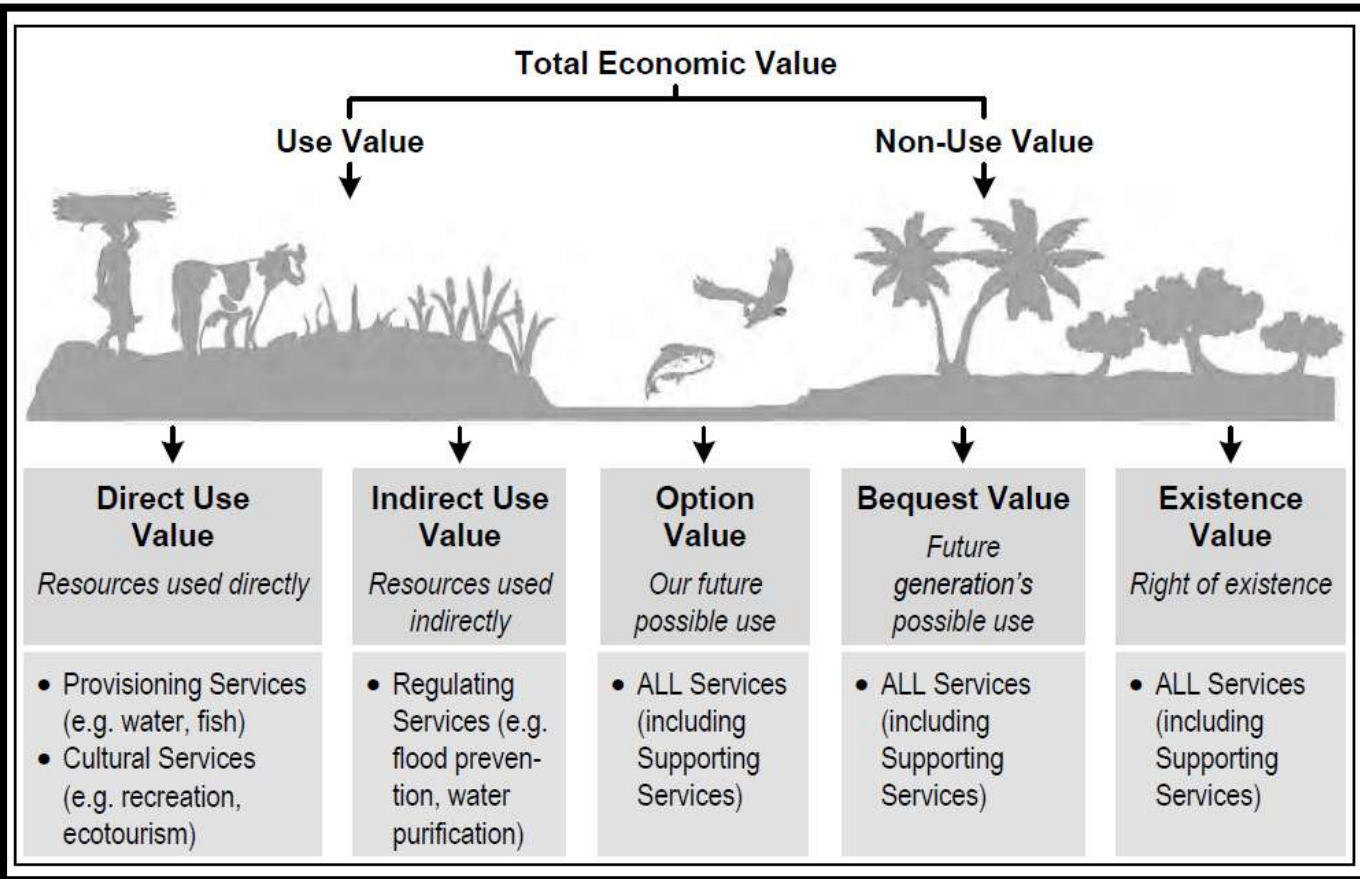 Total Economic Value
Use Value
Non-Use Value
Direct Use
Value
Resources used directly
• Provisioning Services
(e.g. water, fish)
• Cultural Services
(e.g. recreation,
ecotourism)
Indirect Use
Value
Resources used
indirectly
• Regulating
Services (e.g.
flood preven-
tion, water
purification)
Option
Value
Our future
possible use
• ALL Services
(including
Supporting
Services)
Bequest Value
Future
generation's
possible use
• ALL Services
(including
Supporting
Services)
Existence
Value
Right of existence
• ALL Services
(including
Supporting
Services)